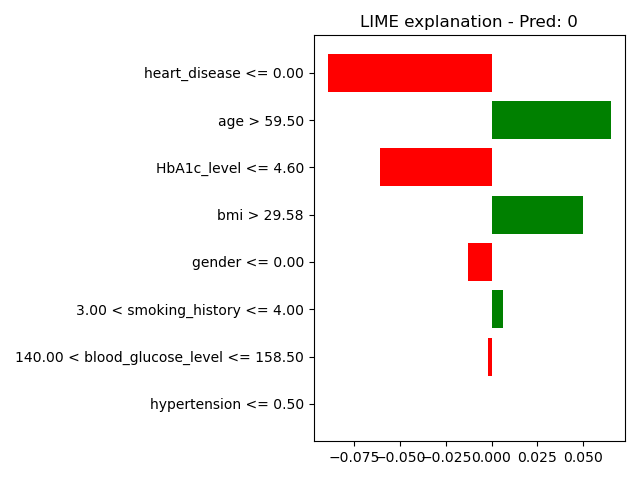 LIME explanation - Pred: 0
heart_disease <= 0.00
age > 59.50
HbA1c_level <= 4.60
bmi > 29.58
gender <= 0.00
3.00 < smoking_history <= 4.00
140.00 < blood_glucose_level <= 158.50
hypertension <= 0.50
−0.075 −0.050 −0.025 0.000 0.025 0.050